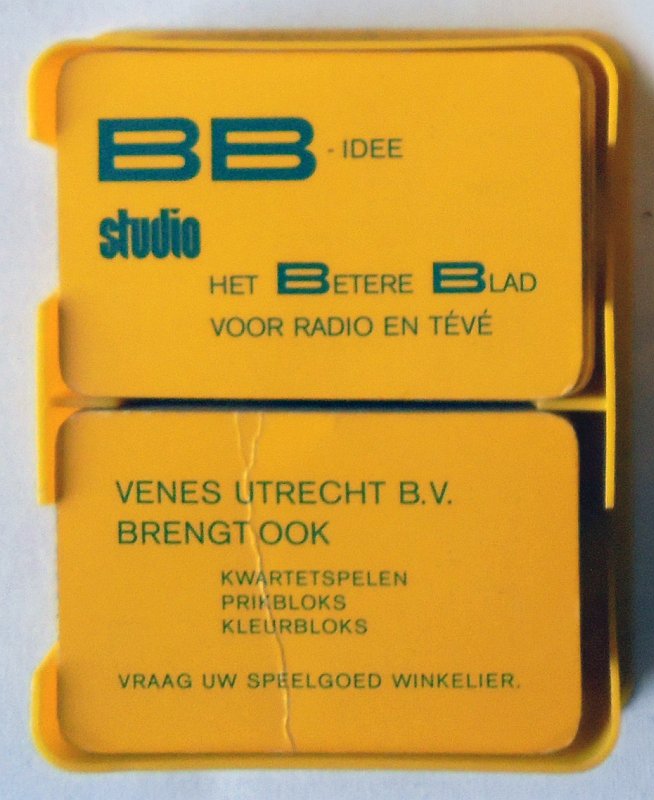 BB - IDEE
studio
HET BETERE BLAD
VOOR RADIO EN TÉVÉ
VENES UTRECHT B.V.
BRENGT OOK
KWARTETSPELEN
PRIKBLOKS
KLEURBLOKS
VRAAG UW SPEELGOED WINKELIER.